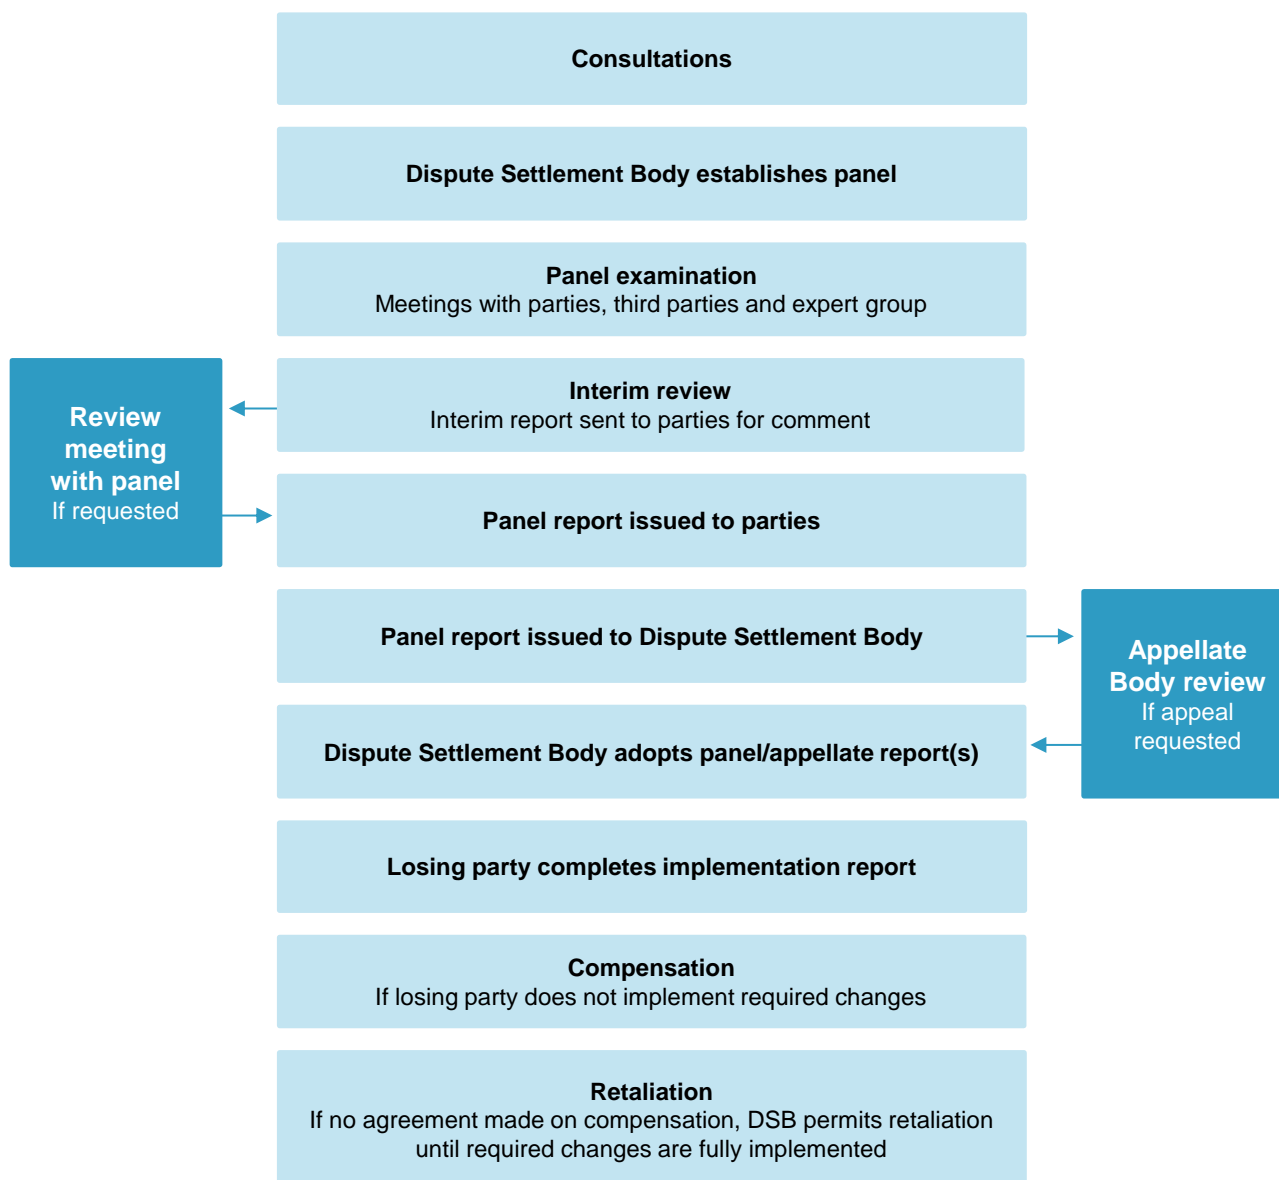 Consultations
Dispute Settlement Body establishes panel
Panel examination
Meetings with parties, third parties and expert group
Interim review
Interim report sent to parties for comment
Review
meeting
with panel
If requested
Panel report issued to parties
Panel report issued to Dispute Settlement Body
Appellate
Body review
If appeal
requested
Dispute Settlement Body adopts panel/appellate report(s)
Losing party completes implementation report
Compensation
If losing party does not implement required changes
Retaliation
If no agreement made on compensation, DSB permits retaliation
until required changes are fully implemented